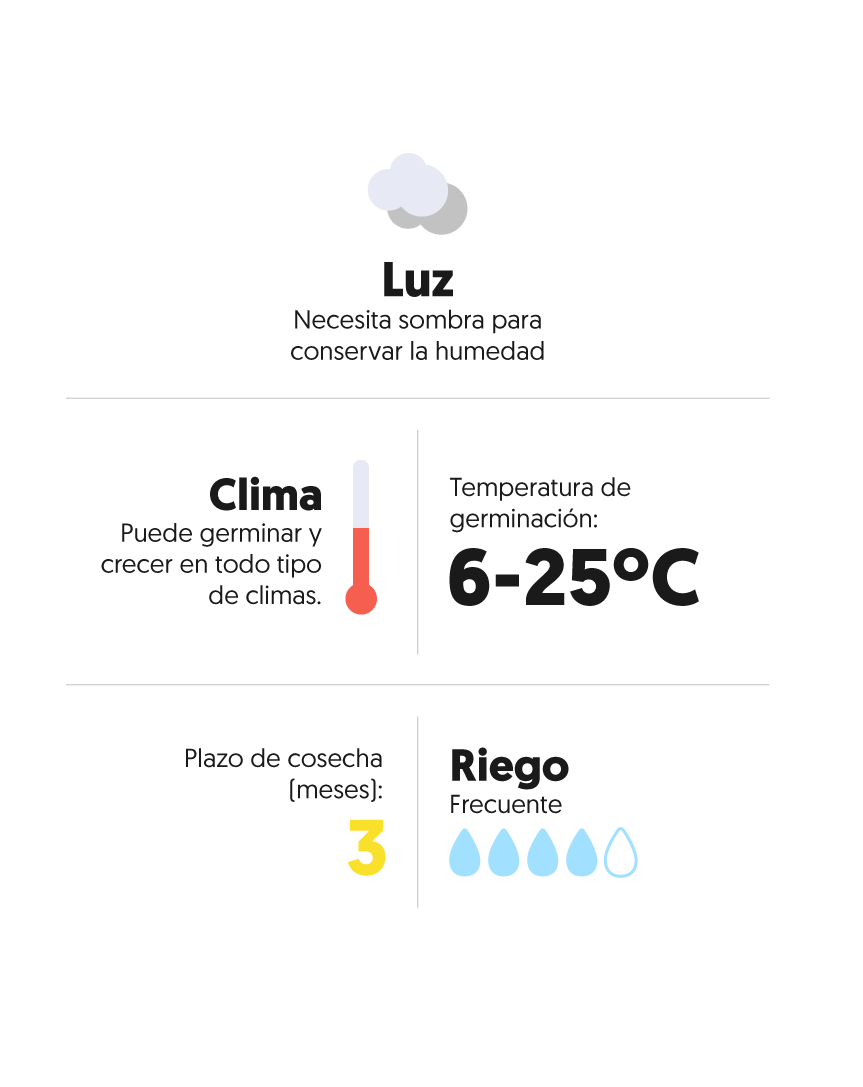 Luz
Necesita sombra para
conservar la humedad
Clima
Puede germinar y
crecer en todo tipo
de climas.
Temperatura de
germinación:
6-25ºC
Plazo de cosecha
(meses):
3
Riego
Frecuente